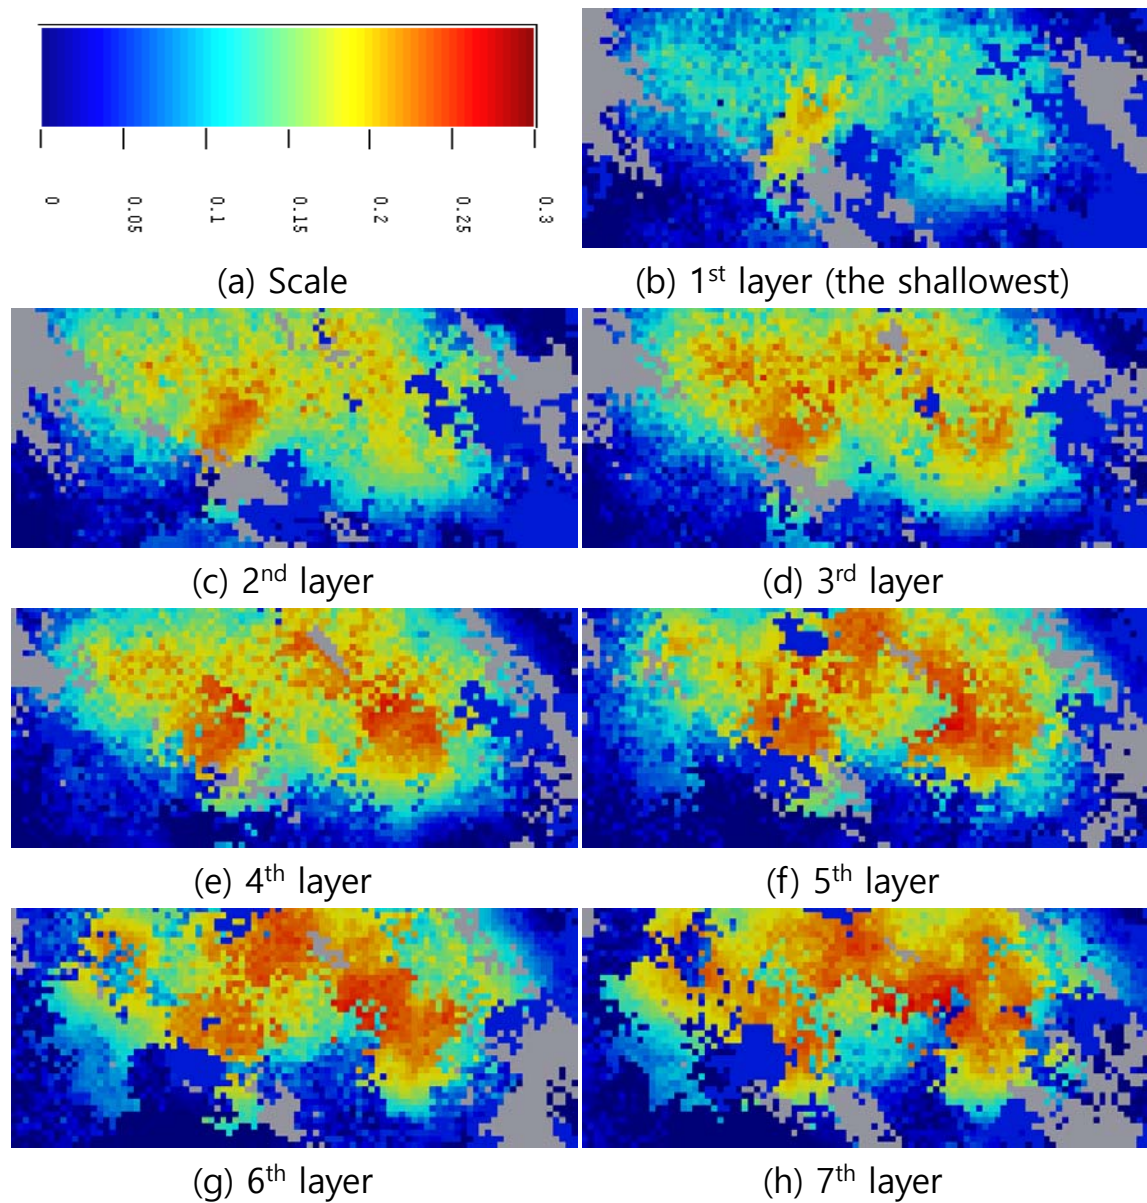 0
0.05
0.1
0.15
0.2
0.25
0.3
(a) Scale
(b) 1st layer (the shallowest)
(c) 2nd layer
(d) 3rd layer
(e) 4th layer
(f) 5th layer
(g) 6th layer
(h) 7th layer